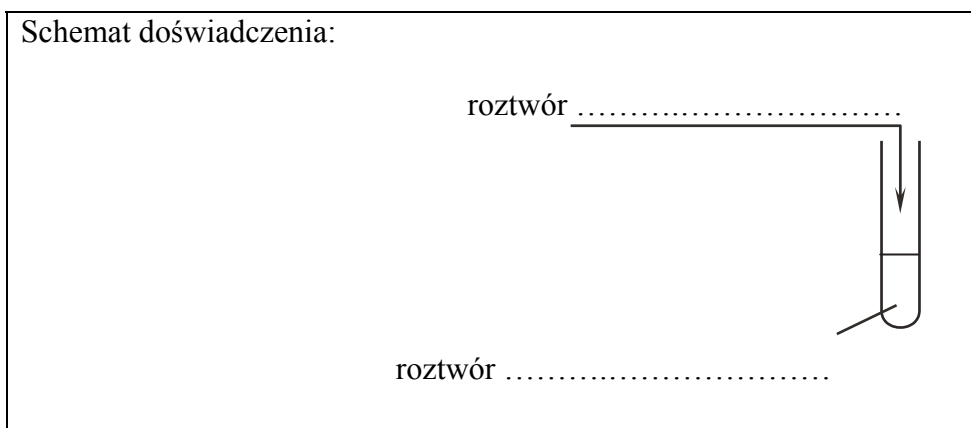 Schemat doświadczenia:
roztwór ……….……………………
roztwór ……….…………………